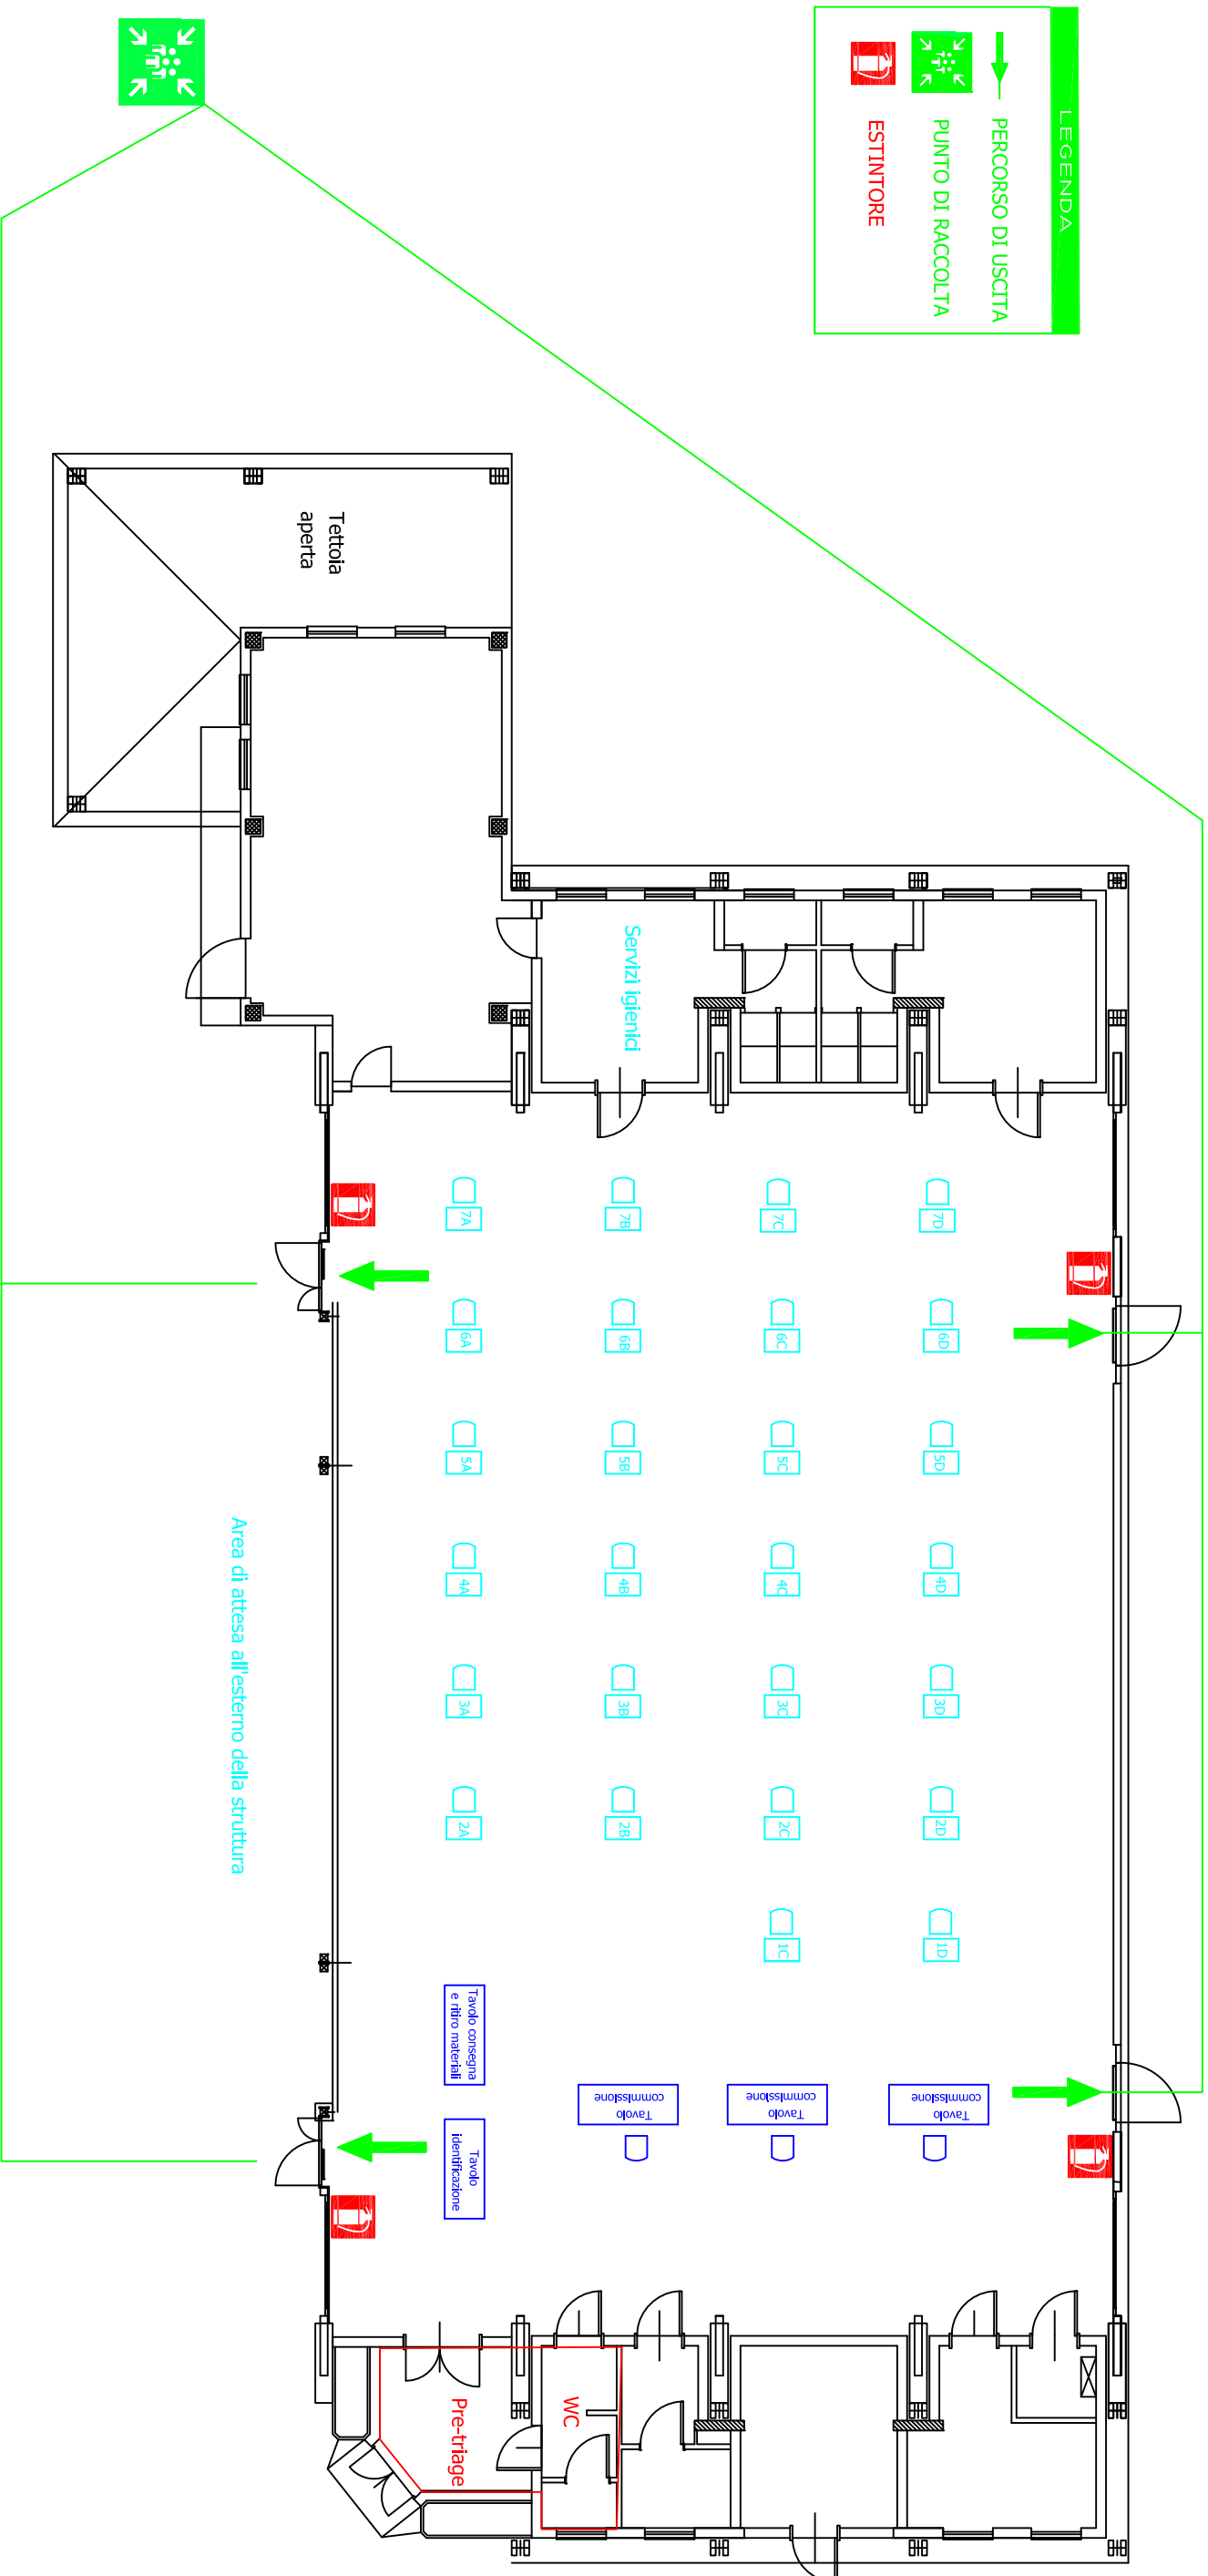 LEGENDA
PERCORSO DI USCITA
PUNTO DI RACCOLTA
ESTINTORE
Tettoia
aperta
Servizi igienici
7D
7C
7B
7A
6D
6C
6B
6A
5D
5C
5B
5A
4D
4C
4B
4A
3D
3C
3B
3A
2D
2C
2B
2A
1D
1C
Area di attesa all'esterno della struttura
Tavolo consegna
e ritiro materiali
Tavolo
commissione
Tavolo
commissione
Tavolo
commissione
Tavolo
identificazione
WC
Pre-triage